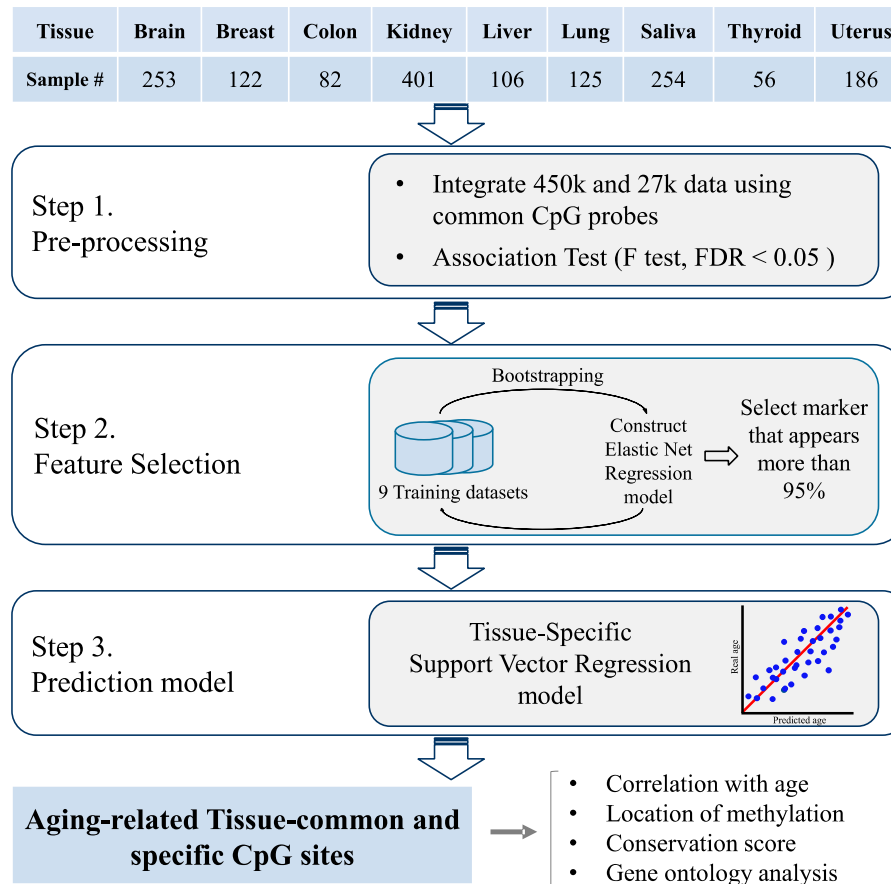 Tissue Brain Breast Colon Kidney Liver Lung Saliva Thyroid Uterus
Sample # 253 122 82 401 106 125 254 56 186
Step 1.
Pre-processing
• Integrate 450k and 27k data using
common CpG probes
• Association Test (F test, FDR < 0.05 )
Step 2.
Feature Selection
Bootstrapping
9 Training datasets
Construct
Elastic Net
Regression
model
Select marker
that appears
more than
95%
Step 3.
Prediction model
Tissue-Specific
Support Vector Regression
model
Real age
Predicted age
Aging-related Tissue-common and
specific CpG sites
• Correlation with age
• Location of methylation
• Conservation score
• Gene ontology analysis